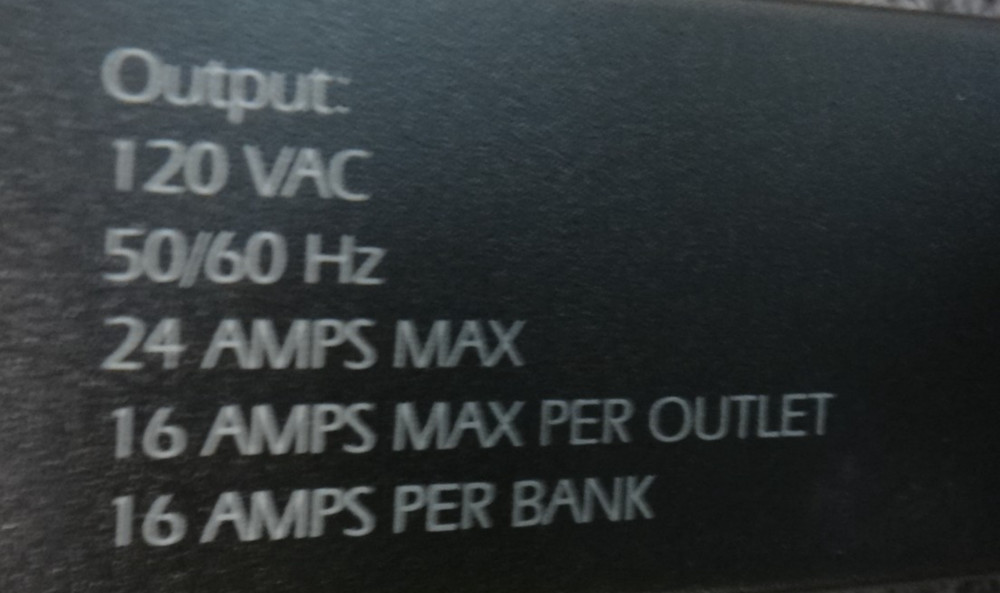 Output:
120 VAC
50/60 Hz
24 AMPS MAX
16 AMPS MAX PER OUTLET
16 AMPS PER BANK